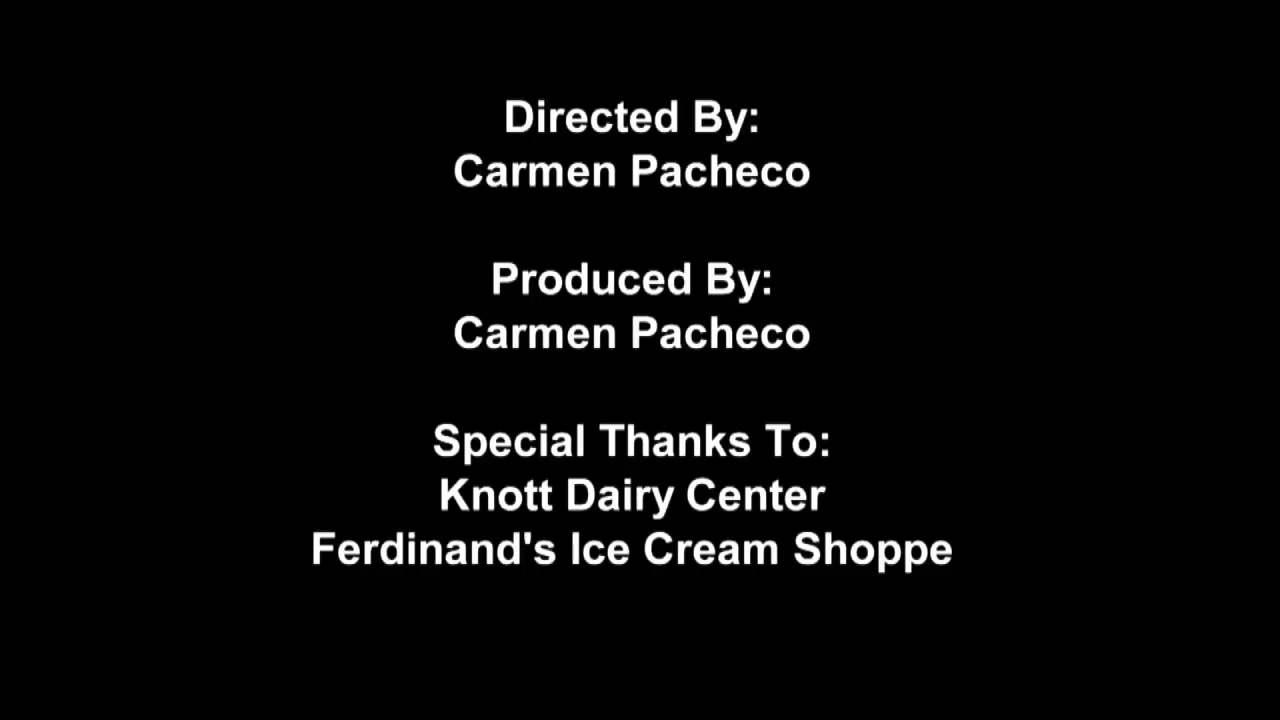 Directed By:
Carmen Pacheco
Produced By:
Carmen Pacheco
Special Thanks To:
Knott Dairy Center
Ferdinand's Ice Cream Shoppe